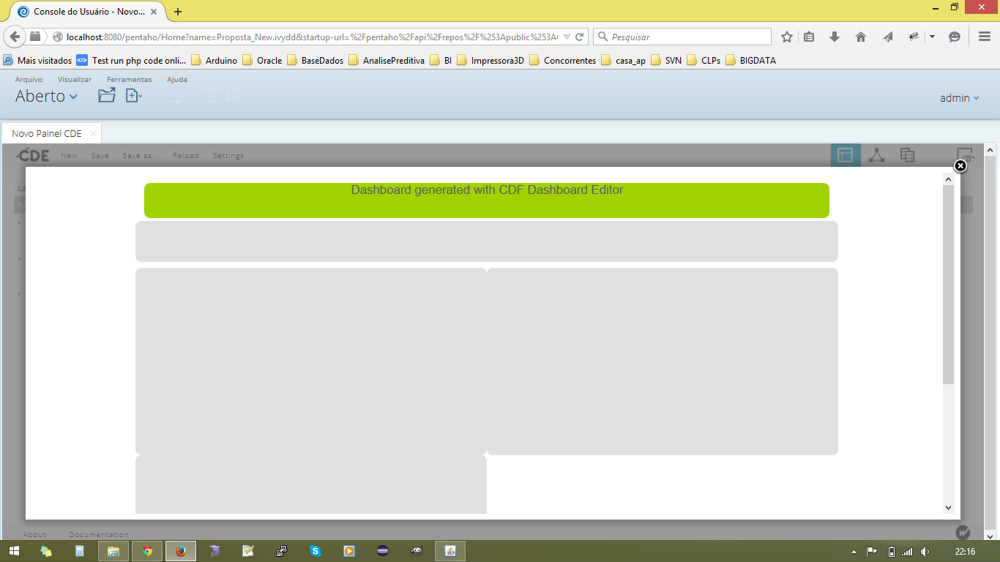 Console do Usuário - Novo...
localhost:8080/pentaho/Home?name=Proposta_New.ivydd&startup-url=%2Fpentaho%2Fapi%2Frepos%2F%253Apublic%253A
Pesquisar
Mais visitados Test run php code onli... Arduino Oracle BaseDados AnalisePreditiva BI Impressora3D Concorrentes casa_ap SVN CLPs BIGDATA
Arquivo Visualizar Ferramentas Ajuda
Aberto
admin
Novo Painel CDE
CDE New Save Save as... Reload Settings
La
Dashboard generated with CDF Dashboard Editor
About Documentation
22:16